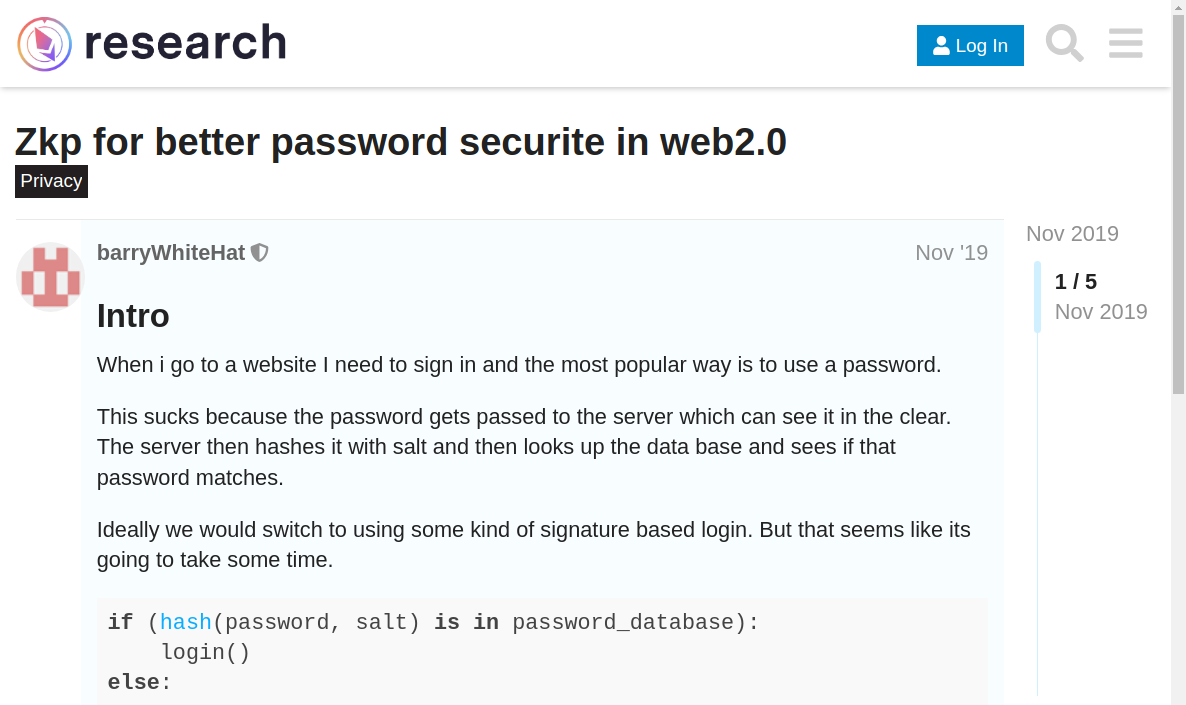 research
Log In
Zkp for better password securite in web2.0
Privacy
barryWhiteHat
Nov '19
Nov 2019
1 / 5
Nov 2019
Intro
When i go to a website I need to sign in and the most popular way is to use a password.
This sucks because the password gets passed to the server which can see it in the clear.
The server then hashes it with salt and then looks up the data base and sees if that
password matches.
Ideally we would switch to using some kind of signature based login. But that seems like its
going to take some time.
if (hash(password, salt) is in password_database):
    login()
else: